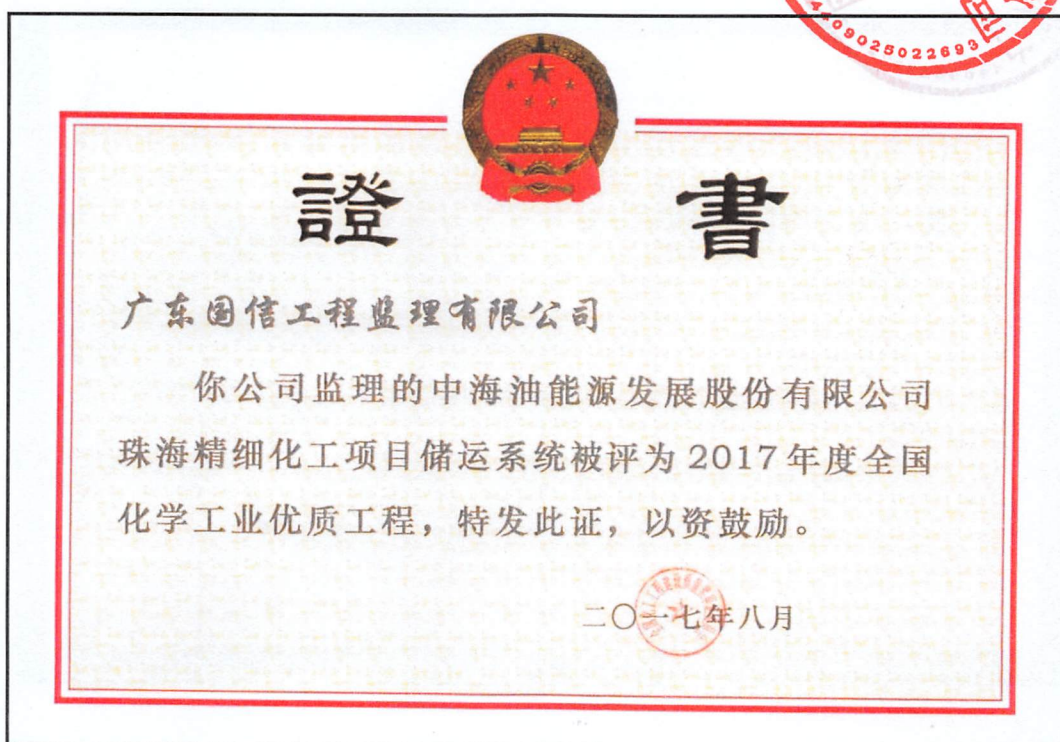 4409025022693
證書
广东国信工程监理有限公司
你公司监理的中海油能源发展股份有限公司
珠海精细化工项目储运系统被评为2017年度全国
化学工业优质工程，特发此证，以资鼓励。
二〇一七年八月